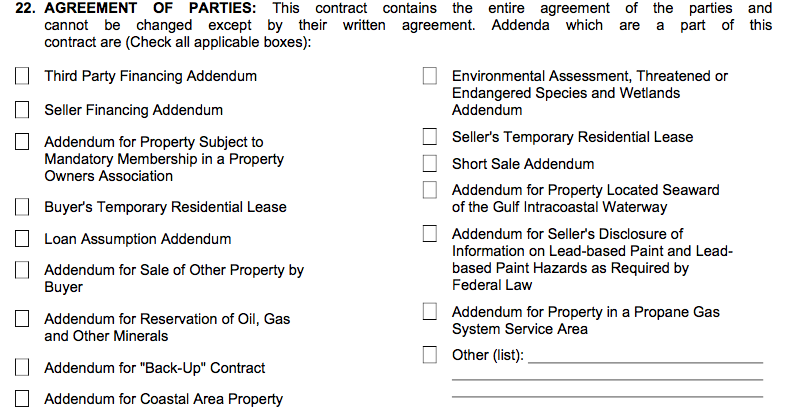 22. AGREEMENT OF PARTIES: This contract contains the entire agreement of the parties and
cannot be changed except by their written agreement. Addenda which are a part of this
contract are (Check all applicable boxes):
Third Party Financing Addendum
Seller Financing Addendum
Addendum for Property Subject to
Mandatory Membership in a Property
Owners Association
Buyer's Temporary Residential Lease
Loan Assumption Addendum
Addendum for Sale of Other Property by
Buyer
Addendum for Reservation of Oil, Gas
and Other Minerals
Addendum for "Back-Up" Contract
Addendum for Coastal Area Property
Environmental Assessment, Threatened or
Endangered Species and Wetlands
Addendum
Seller's Temporary Residential Lease
Short Sale Addendum
Addendum for Property Located Seaward
of the Gulf Intracoastal Waterway
Addendum for Seller's Disclosure of
Information on Lead-based Paint and Lead-
based Paint Hazards as Required by
Federal Law
Addendum for Property in a Propane Gas
System Service Area
Other (list):